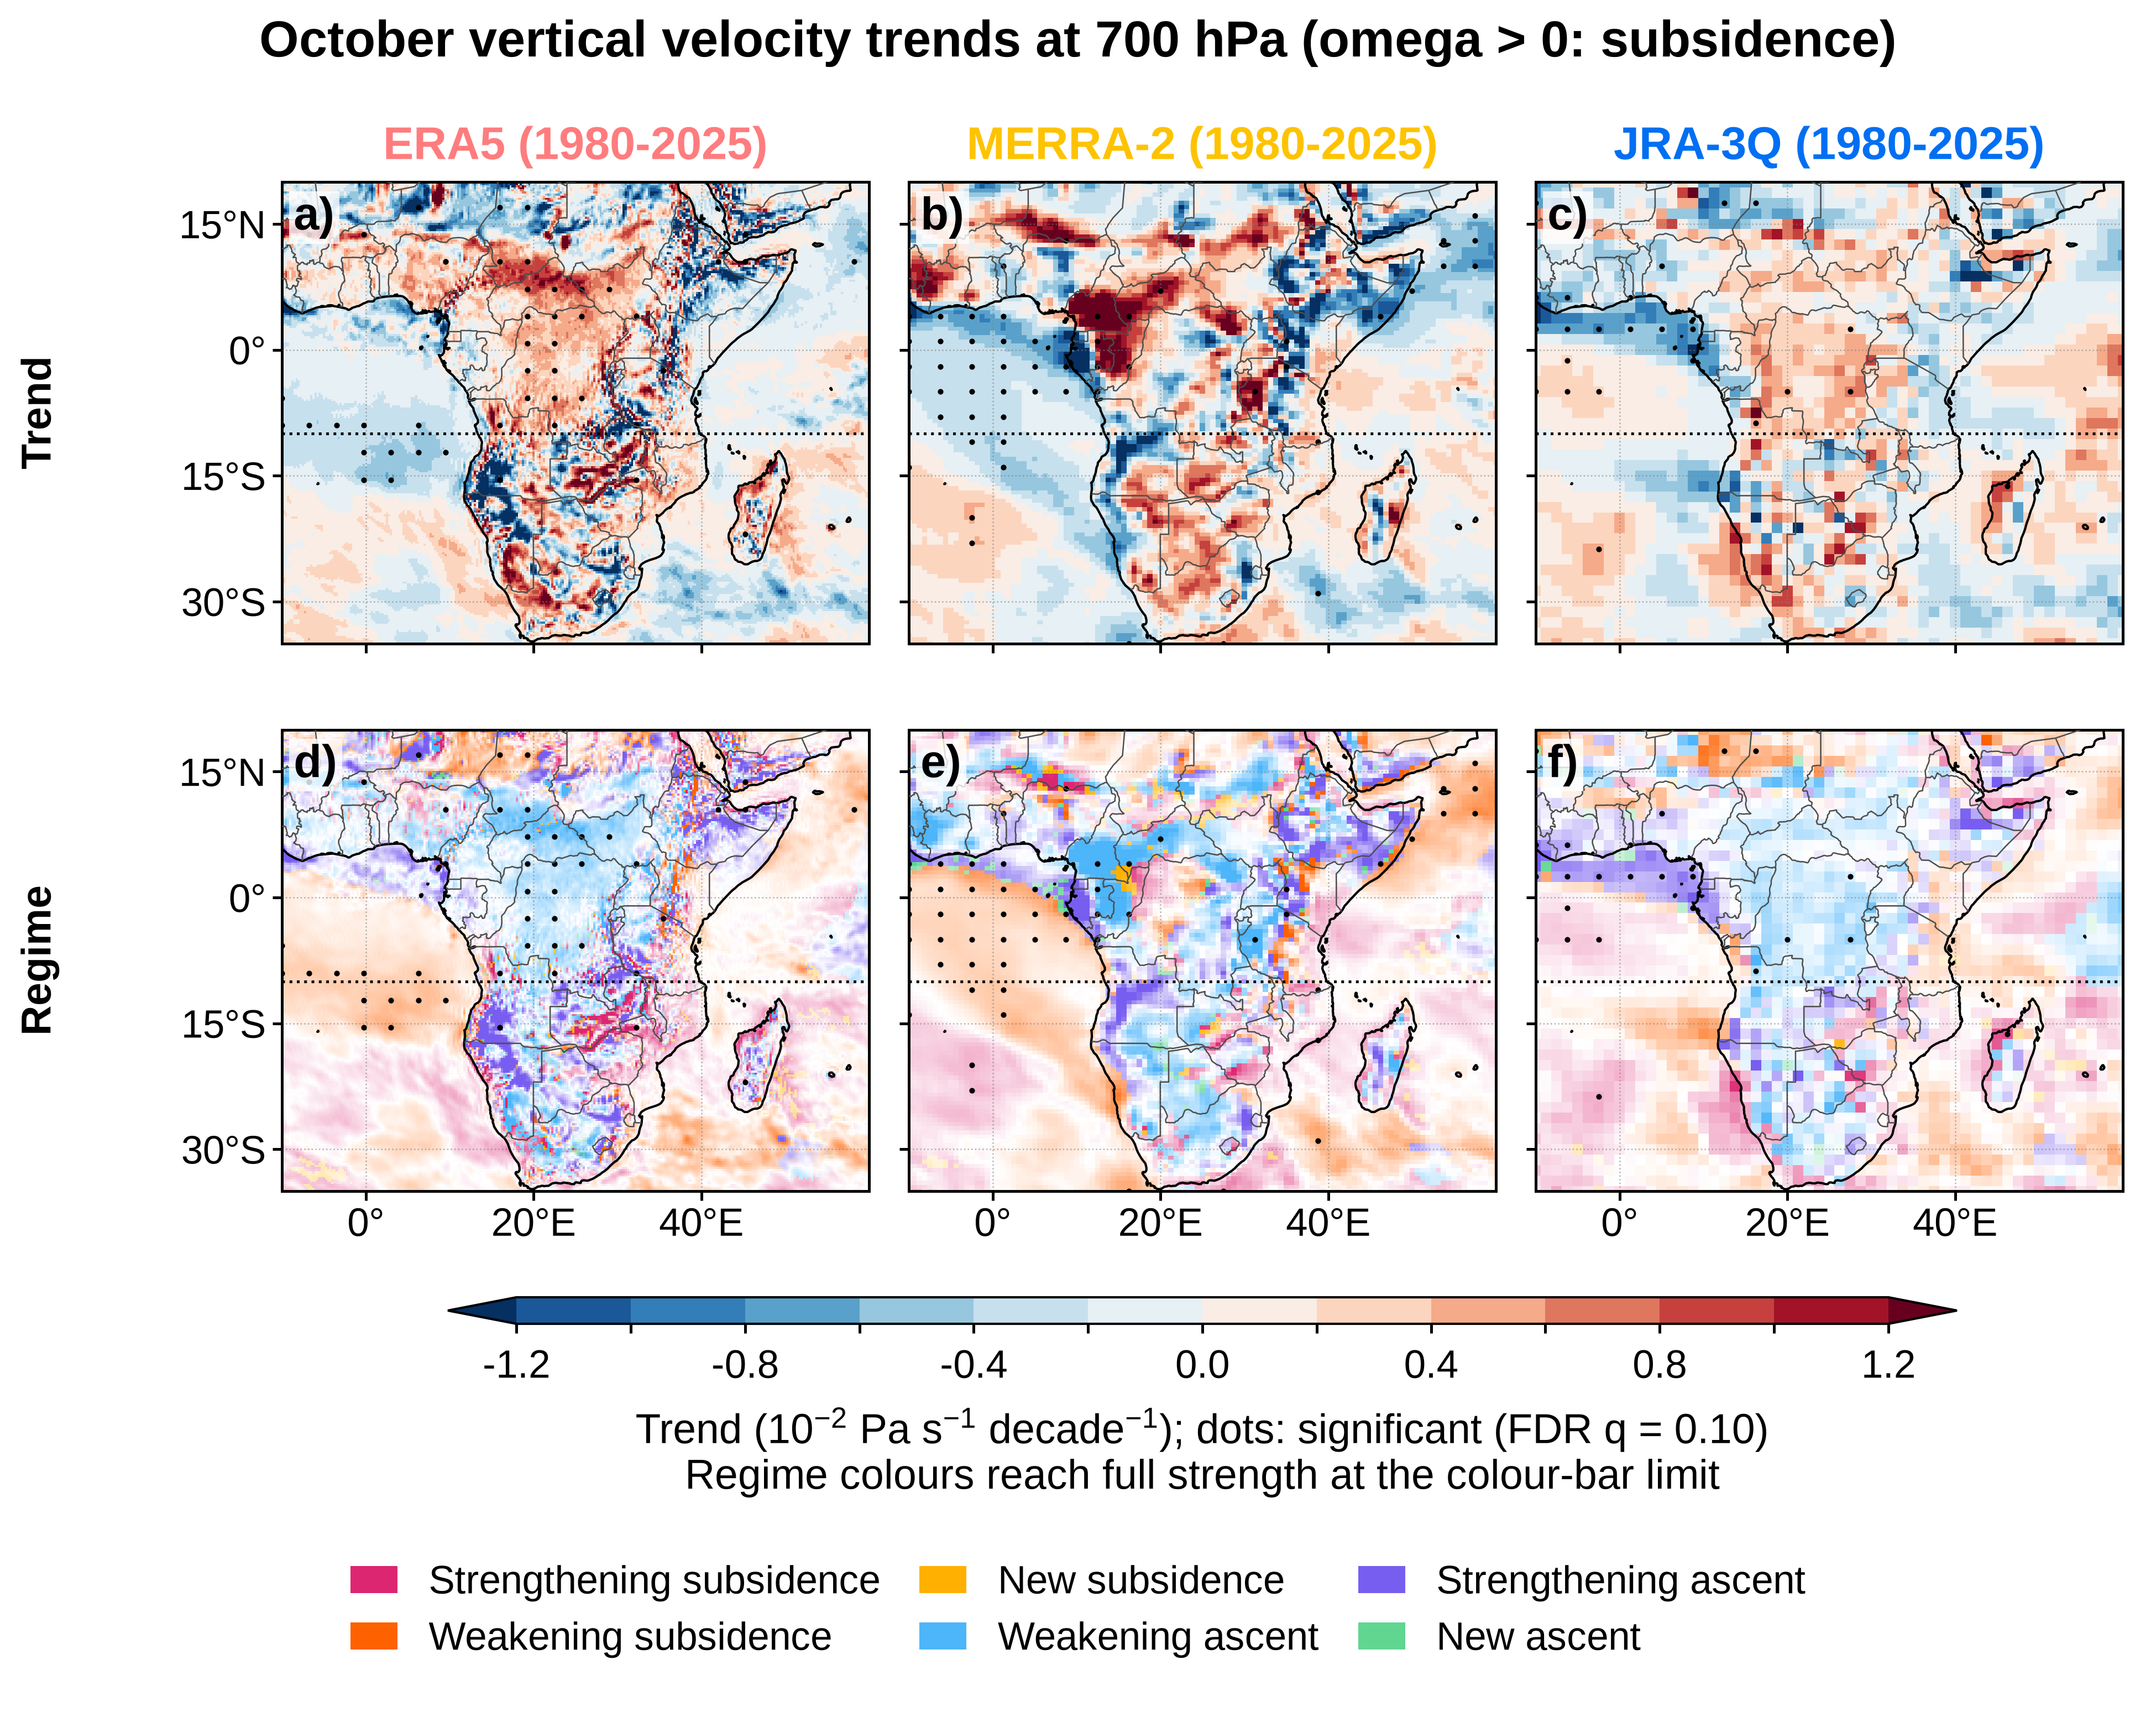 October vertical velocity trends at 700 hPa (omega > 0: subsidence)
ERA5 (1980-2025) MERRA-2 (1980-2025) JRA-3Q (1980-2025)
Trend
a) b) c)
15°N
0°
15°S
30°S
Regime
d) e) f)
15°N
0°
15°S
30°S
0° 20°E 40°E 0° 20°E 40°E 0° 20°E 40°E
-1.2 -0.8 -0.4 0.0 0.4 0.8 1.2
Trend (10⁻² Pa s⁻¹ decade⁻¹); dots: significant (FDR q = 0.10)
Regime colours reach full strength at the colour-bar limit
Strengthening subsidence New subsidence Strengthening ascent
Weakening subsidence Weakening ascent New ascent